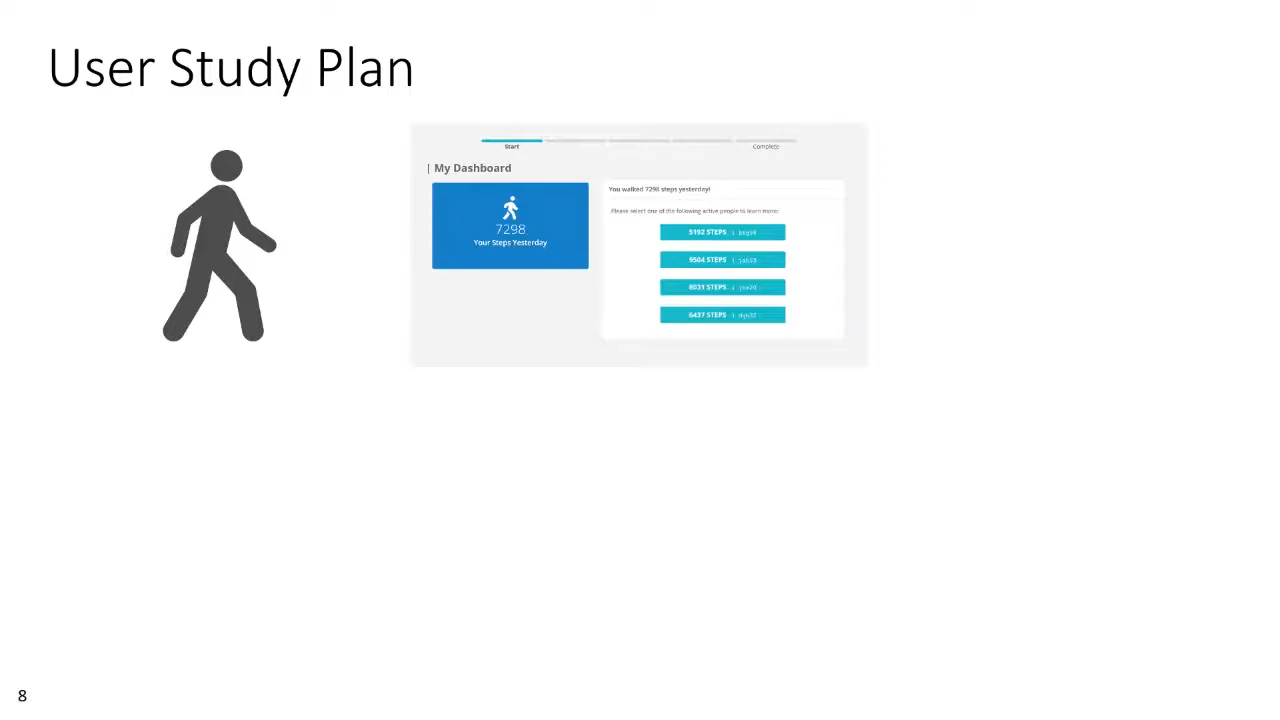 User Study Plan
Start
Complete
| My Dashboard
7298
Your Steps Yesterday
You walked 7298 steps yesterday!
Please select one of the following active people to learn more:
5192 STEPS
9504 STEPS
8031 STEPS
6437 STEPS
8